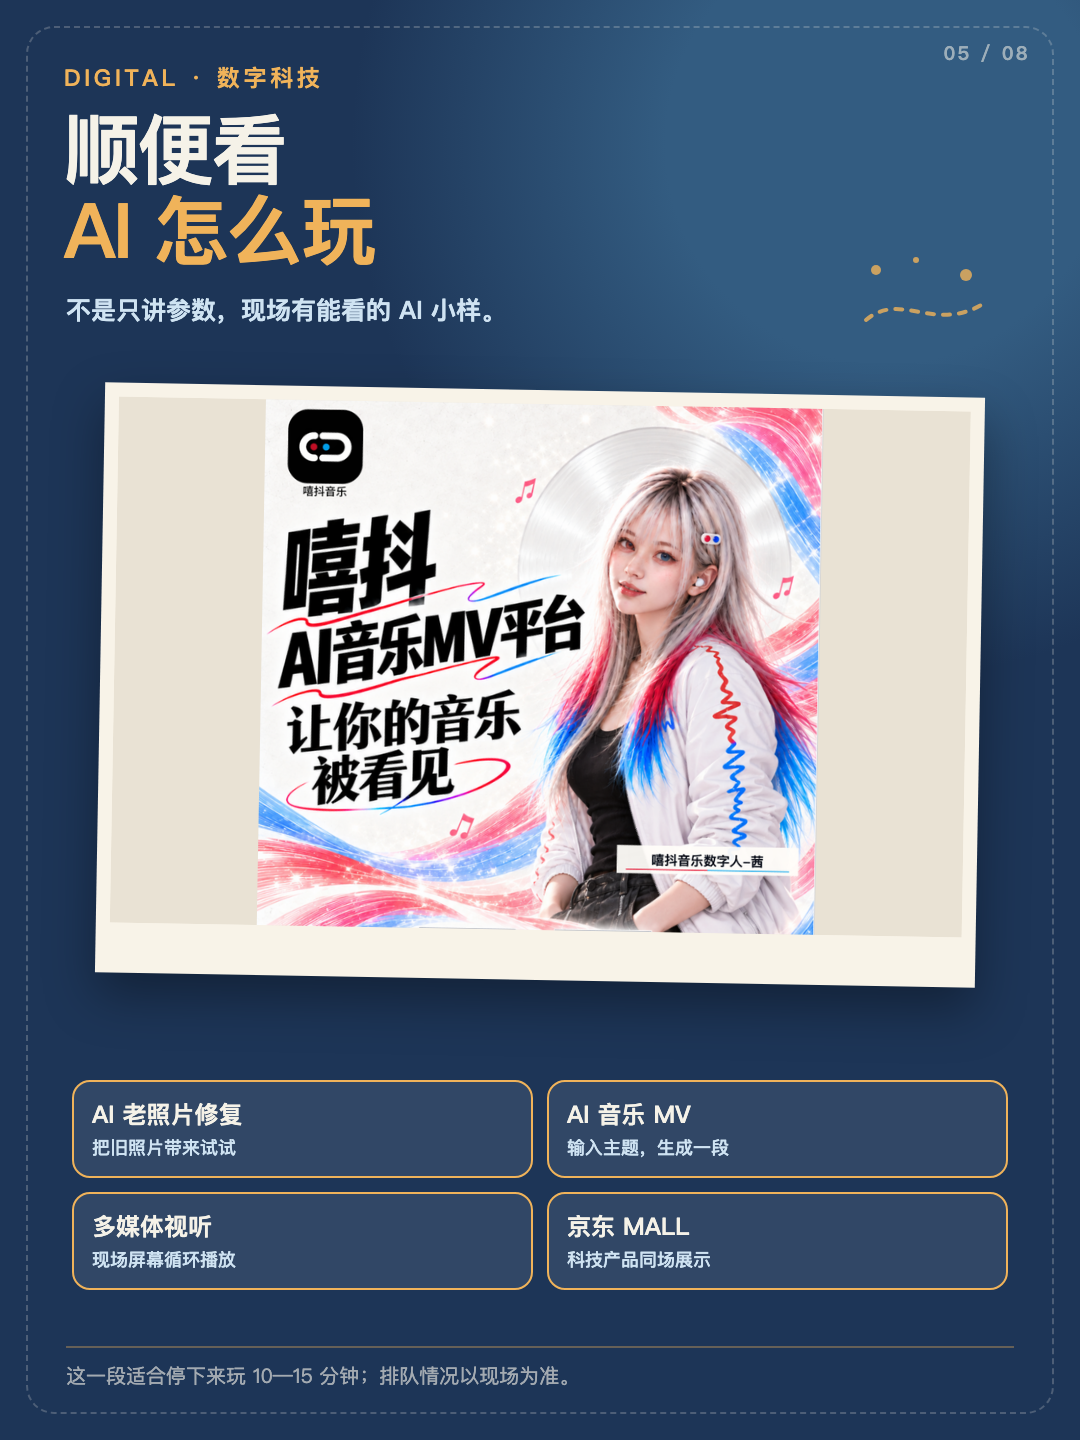 05 / 08
DIGITAL · 数字科技
顺便看
AI 怎么玩
不是只讲参数，现场有能看的 AI 小样。
嘻抖音乐
嘻抖
AI音乐MV平台
让你的音乐
被看见
嘻抖音乐数字人-茜
AI 老照片修复
把旧照片带来试试
AI 音乐 MV
输入主题，生成一段
多媒体视听
现场屏幕循环播放
京东 MALL
科技产品同场展示
这一段适合停下来玩 10—15 分钟；排队情况以现场为准。